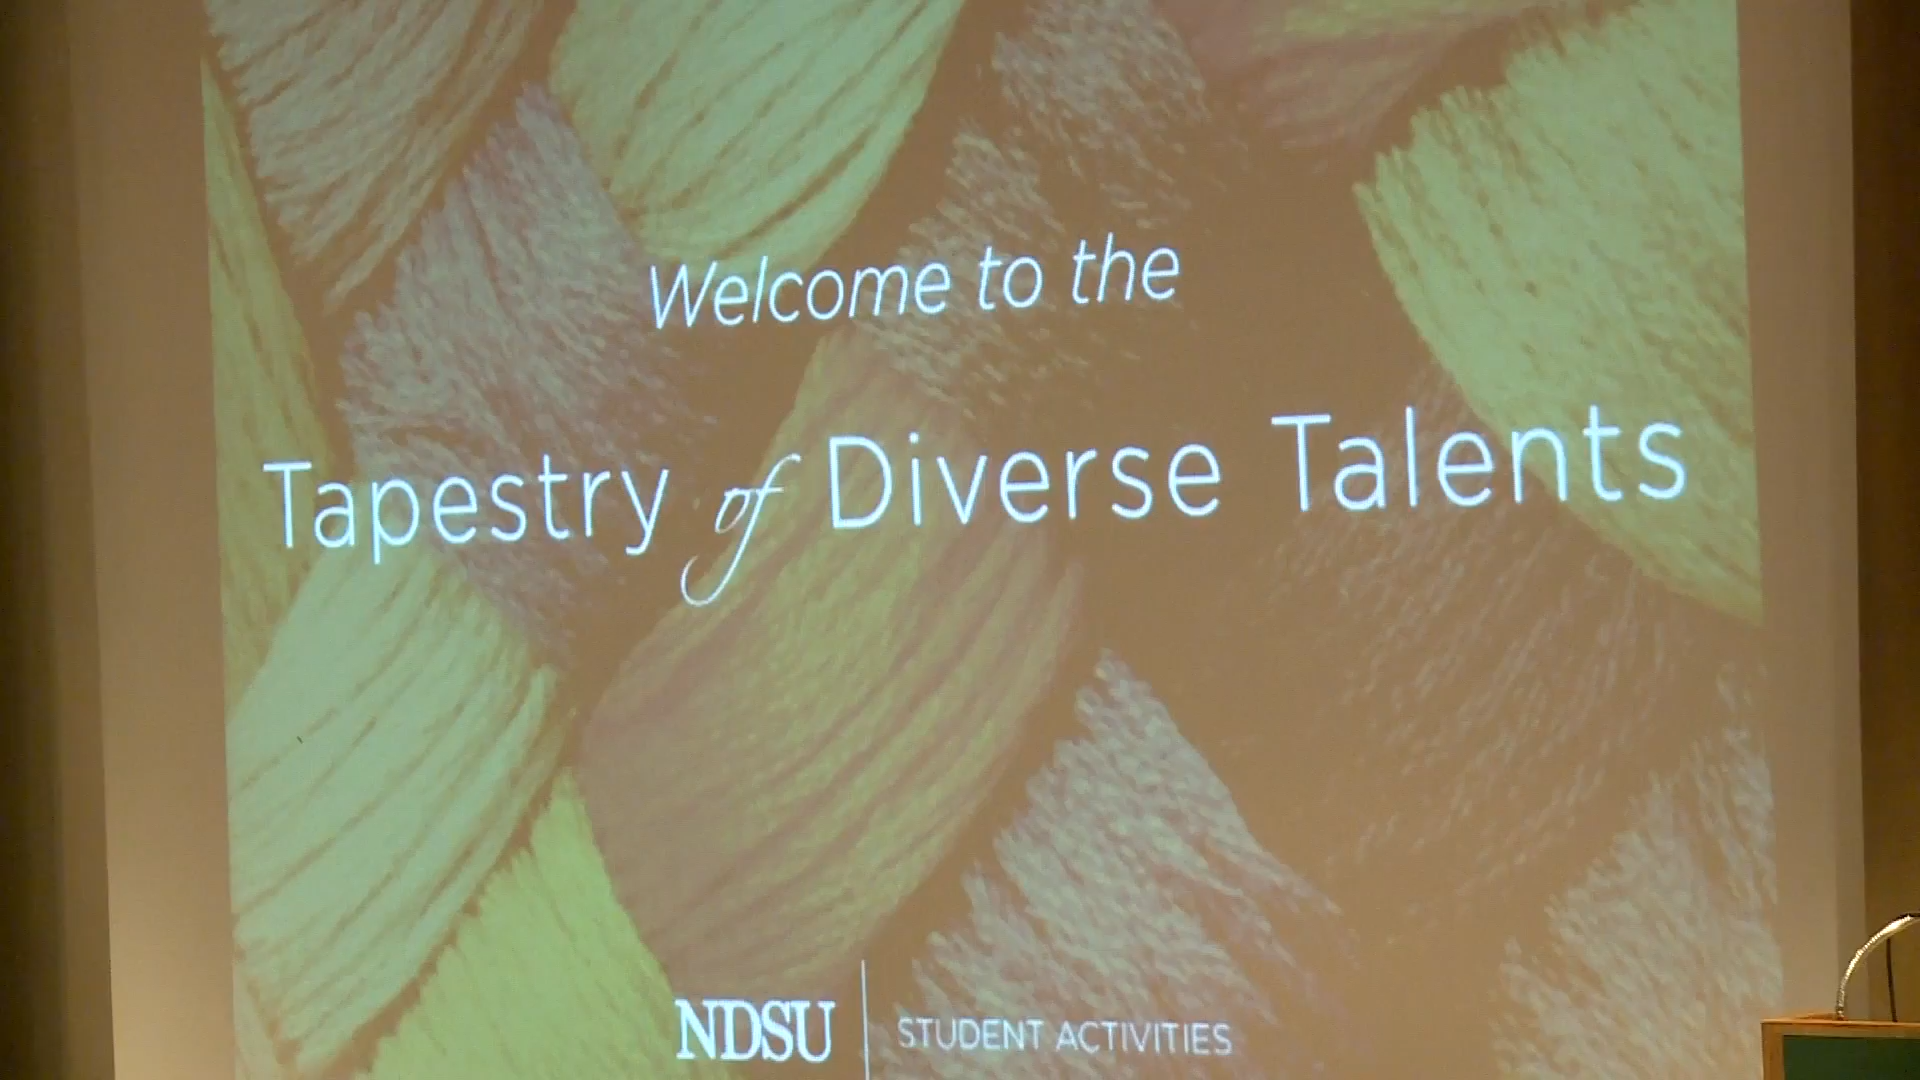 Welcome to the
Tapestry of Diverse Talents
NDSU
STUDENT ACTIVITIES